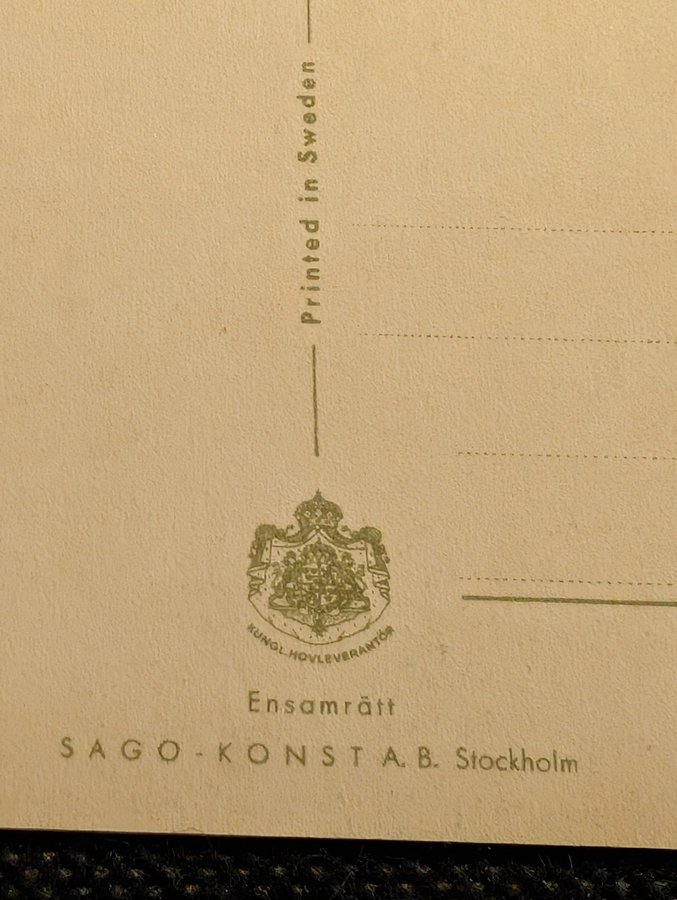 Printed in Sweden
KUNGL. HOVLEVERANTÖR
Ensamrätt
SAGO-KONST A.B. Stockholm